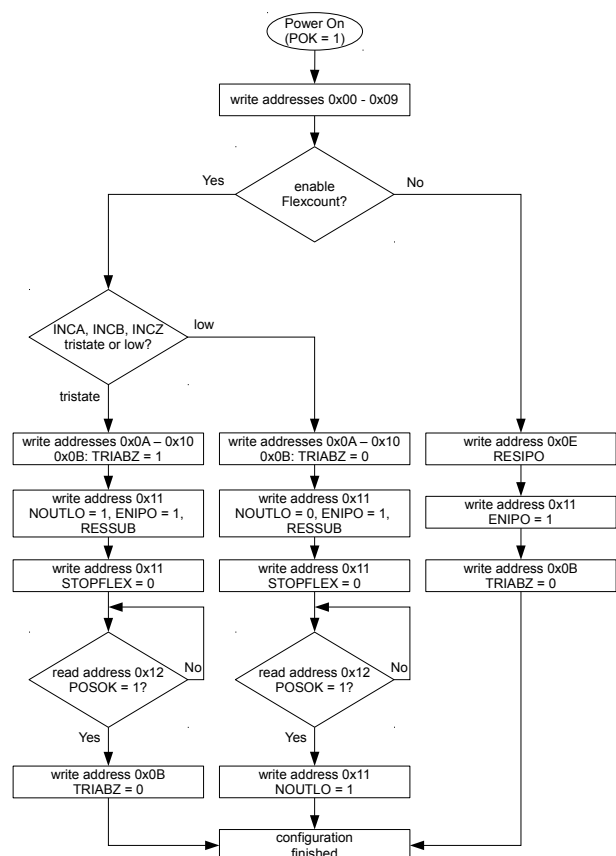 Power On
(POK = 1)
write addresses 0x00 - 0x09
enable
Flexcount?
Yes
No
INCA, INCB, INCZ
tristate or low?
low
tristate
write addresses 0x0A – 0x10
0x0B: TRIABZ = 1
write address 0x11
NOUTLO = 1, ENIPO = 1,
RESSUB
write address 0x11
STOPFLEX = 0
read address 0x12
POSOK = 1?
No
Yes
write address 0x0B
TRIABZ = 0
write addresses 0x0A – 0x10
0x0B: TRIABZ = 0
write address 0x11
NOUTLO = 0, ENIPO = 1,
RESSUB
write address 0x11
STOPFLEX = 0
read address 0x12
POSOK = 1?
No
Yes
write address 0x11
NOUTLO = 1
write address 0x0E
RESIPO
write address 0x11
ENIPO = 1
write address 0x0B
TRIABZ = 0
configuration
finished